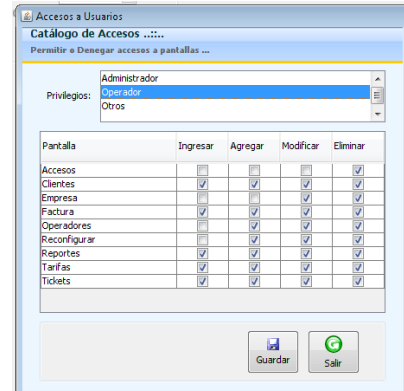 Accesos a Usuarios
Catálogo de Accesos ..::..
Permitir o Denegar accesos a pantallas ...
Privilegios:
Administrador
Operador
Otros
Pantalla Ingresar Agregar Modificar Eliminar
Accesos
Clientes
Empresa
Factura
Operadores
Reconfigurar
Reportes
Tarifas
Tickets
Guardar Salir